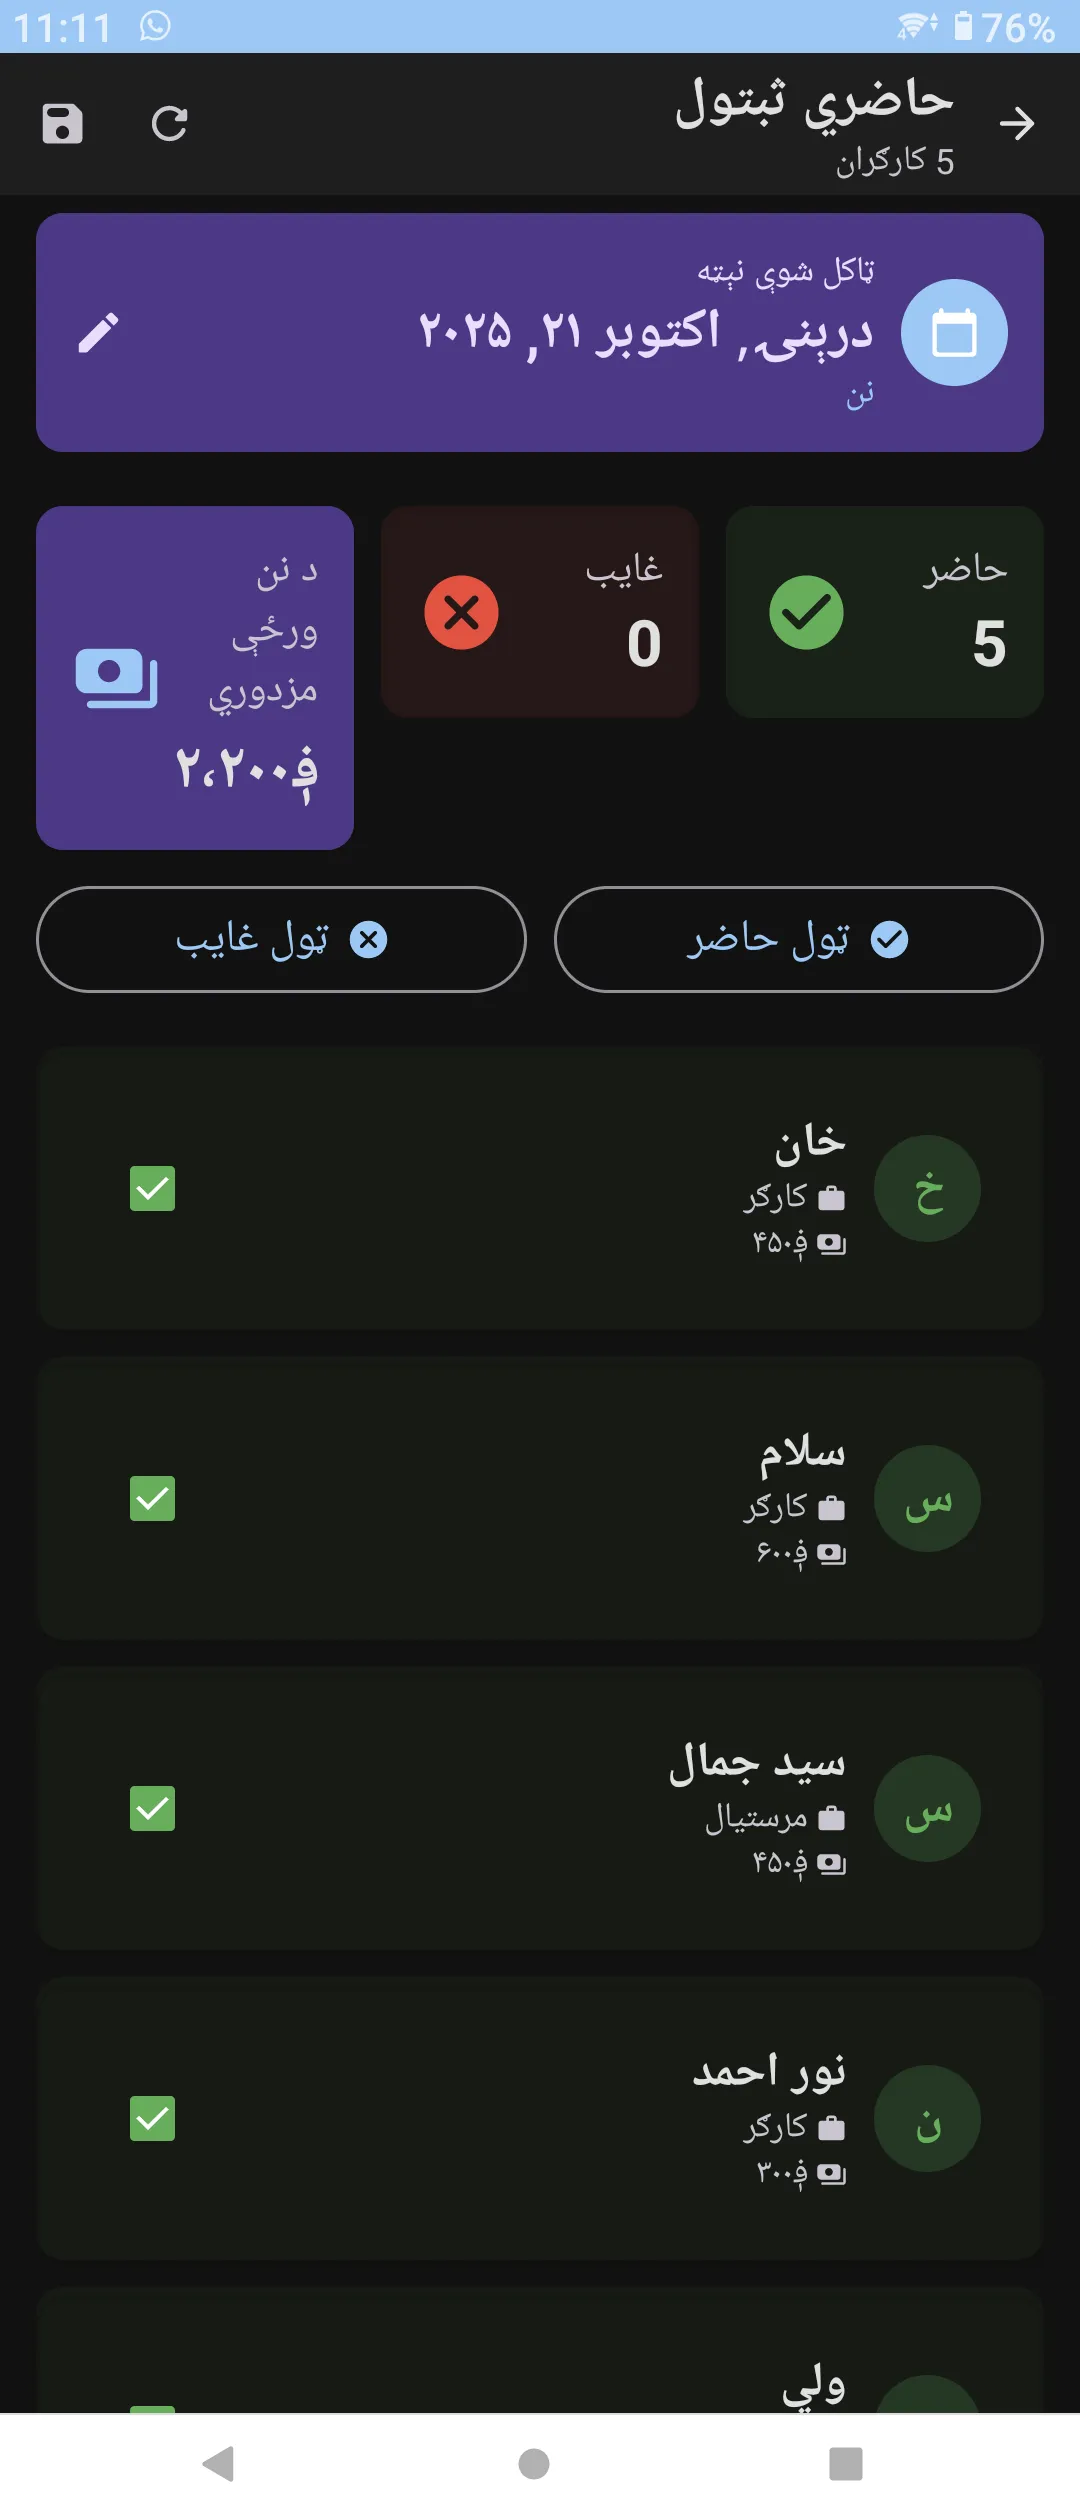 11:11
76%
حاضري ثبتول
5 کارګران
ټاکل شوې نېټه
درېنۍ, اکتوبر ۲۱, ۲۰۲۵
نن
حاضر
5
غایب
0
د نن
ورځې
مزدوري
؋۲،۲۰۰
ټول حاضر
ټول غایب
خ
خان
کارګر
؋۴۵۰
س
سلام
کارګر
؋۶۰۰
س
سید جمال
مرستیال
؋۴۵۰
ن
نور احمد
کارګر
؋۳۰۰
ولي